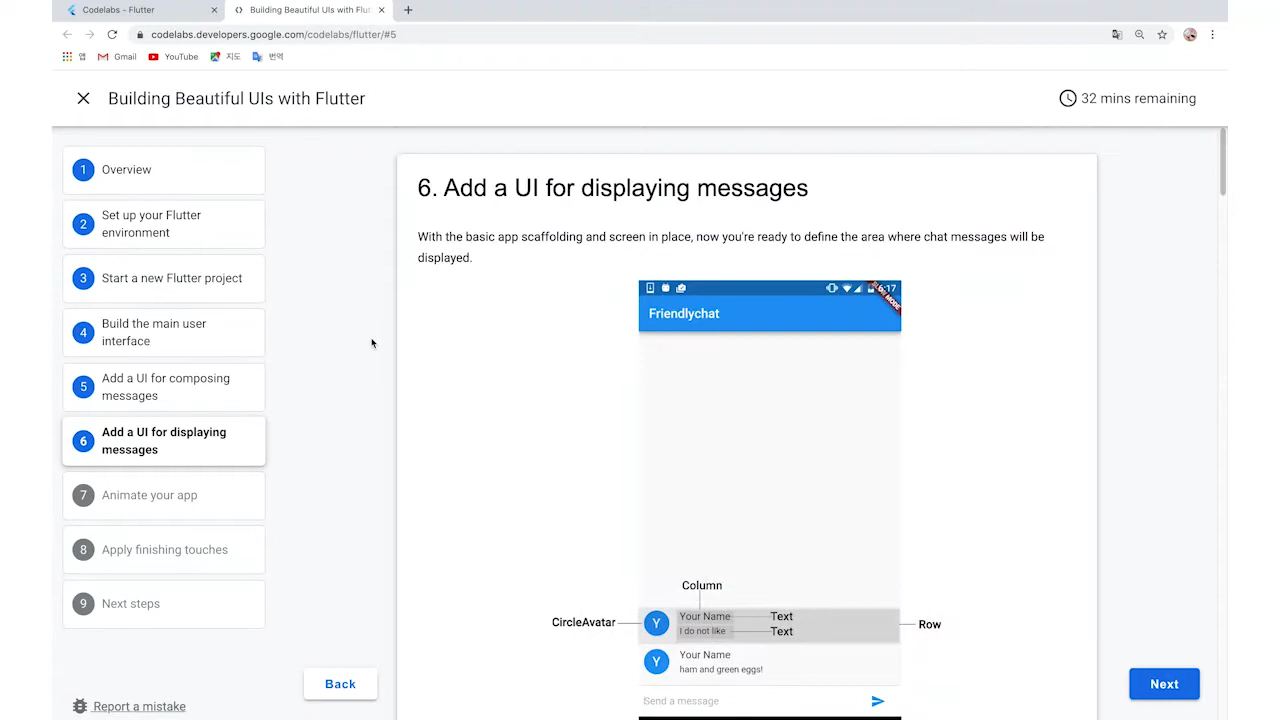 Codelabs - Flutter
Building Beautiful UIs with Flut
codelabs.developers.google.com/codelabs/flutter/#5
앱 Gmail YouTube 지도 번역
Building Beautiful UIs with Flutter
32 mins remaining
1 Overview
2 Set up your Flutter
environment
3 Start a new Flutter project
4 Build the main user
interface
5 Add a UI for composing
messages
6 Add a UI for displaying
messages
7 Animate your app
8 Apply finishing touches
9 Next steps
Report a mistake
6. Add a UI for displaying messages
With the basic app scaffolding and screen in place, now you're ready to define the area where chat messages will be
displayed.
6:17
Friendlychat
Column
CircleAvatar
Y
Your Name Text
I do not like Text
Row
Y
Your Name
ham and green eggs!
Send a message
Back
Next